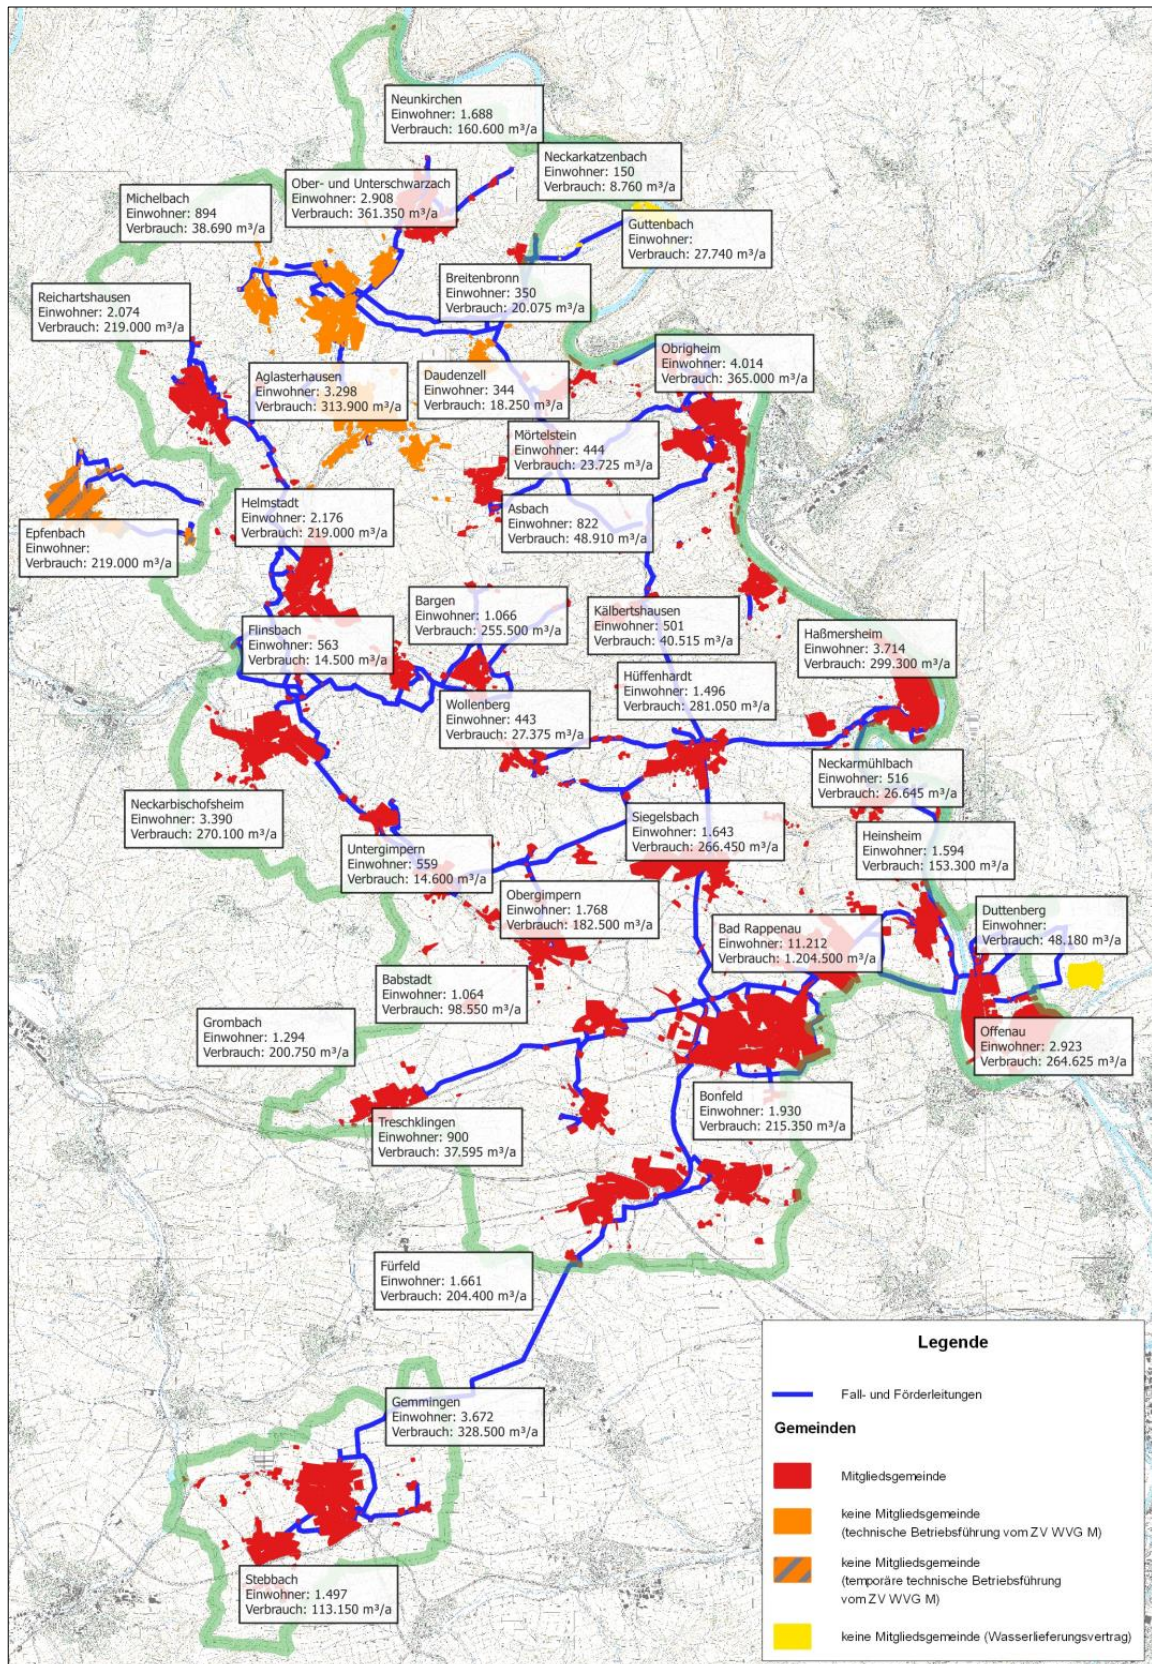 Neunkirchen
Einwohner: 1.688
Verbrauch: 160.600 m³/a
Neckarkatzenbach
Einwohner: 150
Verbrauch: 8.760 m³/a
Ober- und Unterschwarzach
Einwohner: 2.908
Verbrauch: 361.350 m³/a
Michelbach
Einwohner: 894
Verbrauch: 38.690 m³/a
Guttenbach
Einwohner:
Verbrauch: 27.740 m³/a
Breitenbronn
Einwohner: 350
Verbrauch: 20.075 m³/a
Reichartshausen
Einwohner: 2.074
Verbrauch: 219.000 m³/a
Obrigheim
Einwohner: 4.014
Verbrauch: 365.000 m³/a
Aglasterhausen
Einwohner: 3.298
Verbrauch: 313.900 m³/a
Daudenzell
Einwohner: 344
Verbrauch: 18.250 m³/a
Mörtelstein
Einwohner: 444
Verbrauch: 23.725 m³/a
Helmstadt
Einwohner: 2.176
Verbrauch: 219.000 m³/a
Asbach
Einwohner: 822
Verbrauch: 48.910 m³/a
Epfenbach
Einwohner:
Verbrauch: 219.000 m³/a
Bargen
Einwohner: 1.066
Verbrauch: 255.500 m³/a
Kälbertshausen
Einwohner: 501
Verbrauch: 40.515 m³/a
Flinsbach
Einwohner: 563
Verbrauch: 14.500 m³/a
Haßmersheim
Einwohner: 3.714
Verbrauch: 299.300 m³/a
Hüffenhardt
Einwohner: 1.496
Verbrauch: 281.050 m³/a
Wollenberg
Einwohner: 443
Verbrauch: 27.375 m³/a
Neckarmühlbach
Einwohner: 516
Verbrauch: 26.645 m³/a
Neckarbischofsheim
Einwohner: 3.390
Verbrauch: 270.100 m³/a
Siegelsbach
Einwohner: 1.643
Verbrauch: 266.450 m³/a
Heinsheim
Einwohner: 1.594
Verbrauch: 153.300 m³/a
Untergimpern
Einwohner: 559
Verbrauch: 14.600 m³/a
Obergimpern
Einwohner: 1.768
Verbrauch: 182.500 m³/a
Duttenberg
Einwohner:
Verbrauch: 48.180 m³/a
Bad Rappenau
Einwohner: 11.212
Verbrauch: 1.204.500 m³/a
Babstadt
Einwohner: 1.064
Verbrauch: 98.550 m³/a
Grombach
Einwohner: 1.294
Verbrauch: 200.750 m³/a
Offenau
Einwohner: 2.923
Verbrauch: 264.625 m³/a
Bonfeld
Einwohner: 1.930
Verbrauch: 215.350 m³/a
Treschklingen
Einwohner: 900
Verbrauch: 37.595 m³/a
Fürfeld
Einwohner: 1.661
Verbrauch: 204.400 m³/a
Gemmingen
Einwohner: 3.672
Verbrauch: 328.500 m³/a
Stebbach
Einwohner: 1.497
Verbrauch: 113.150 m³/a
Legende
Fall- und Förderleitungen
Gemeinden
Mitgliedsgemeinde
keine Mitgliedsgemeinde
(technische Betriebsführung vom ZV WVG M)
keine Mitgliedsgemeinde
(temporäre technische Betriebsführung
vom ZV WVG M)
keine Mitgliedsgemeinde (Wasserlieferungsvertrag)